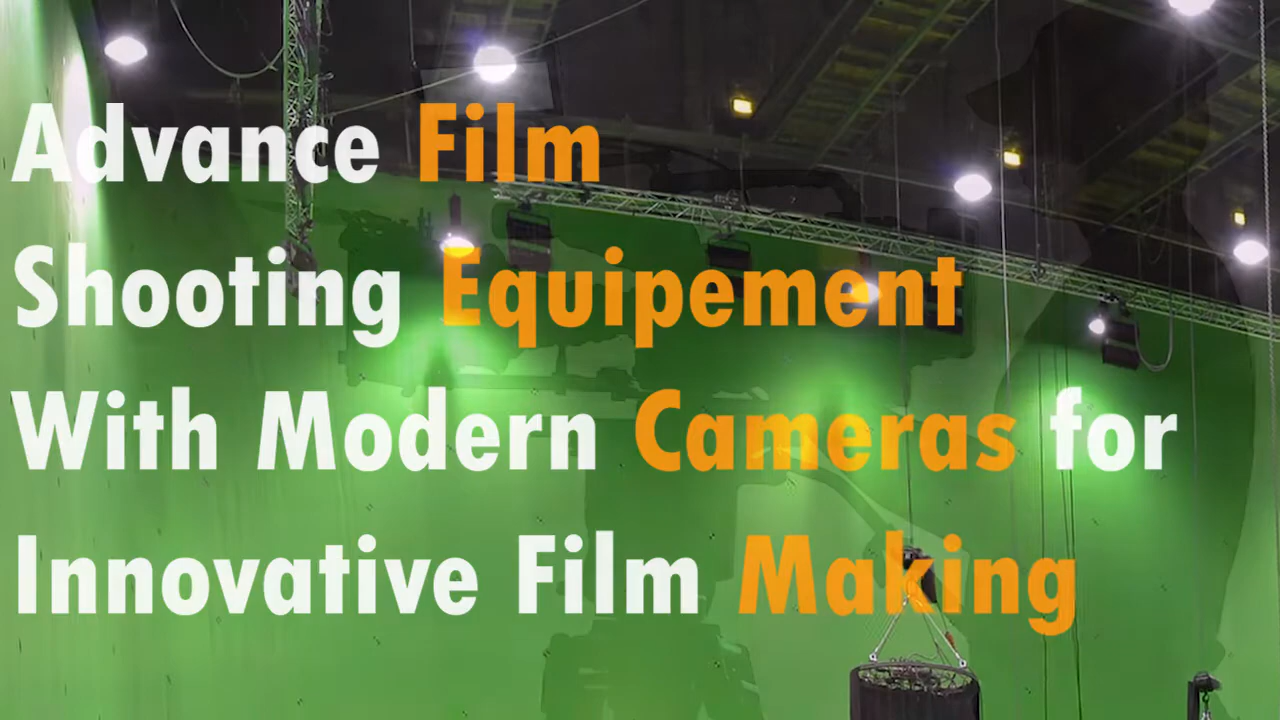 Advance Film
Shooting Equipement
With Modern Cameras for
Innovative Film Making